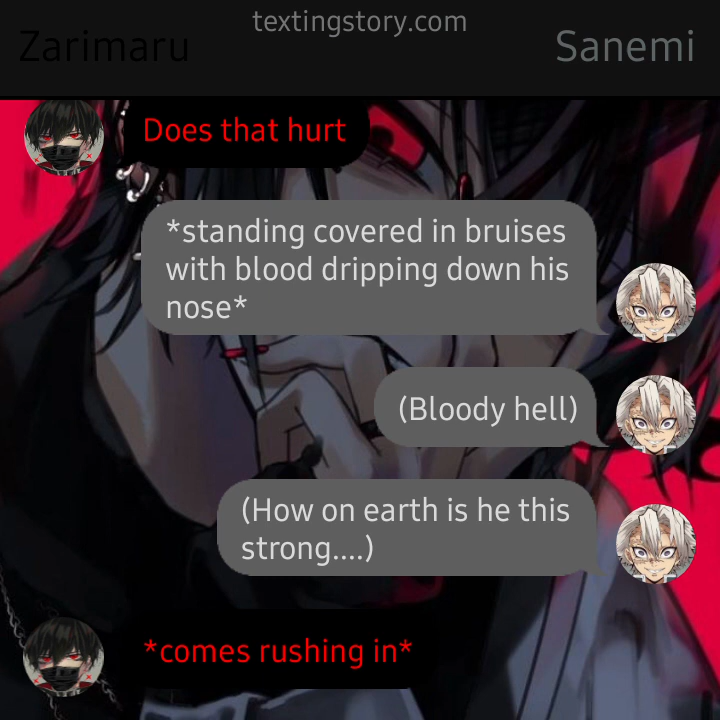 textingstory.com
Zarimaru
Sanemi
Does that hurt
*standing covered in bruises
with blood dripping down his
nose*
(Bloody hell)
(How on earth is he this
strong....)
*comes rushing in*